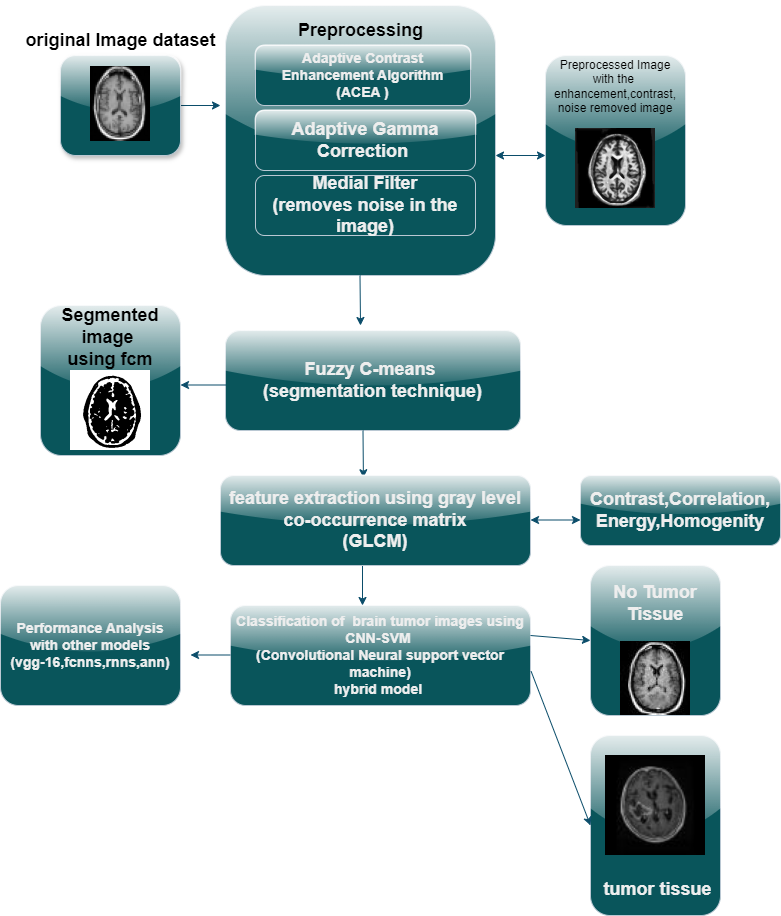 original Image dataset
Preprocessing
Adaptive Contrast
Enhancement Algorithm
(ACEA )
Adaptive Gamma
Correction
Medial Filter
(removes noise in the
image)
Preprocessed Image
with the
enhancement,contrast,
noise removed image
Segmented
image
using fcm
Fuzzy C-means
(segmentation technique)
feature extraction using gray level
co-occurrence matrix
(GLCM)
Contrast,Correlation,
Energy,Homogenity
Performance Analysis
with other models
(vgg-16,fcnns,rnns,ann)
Classification of brain tumor images using
CNN-SVM
(Convolutional Neural support vector
machine)
hybrid model
No Tumor
Tissue
tumor tissue